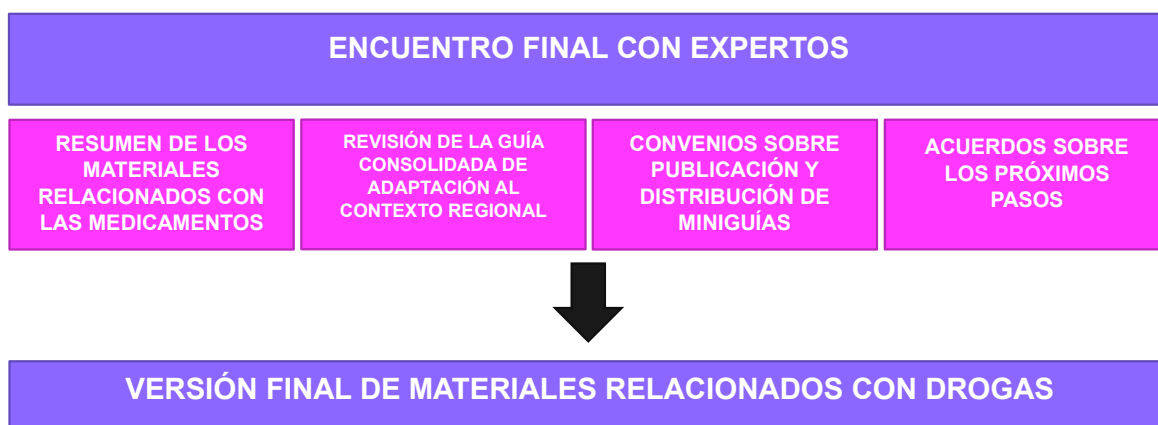 ENCUENTRO FINAL CON EXPERTOS
RESUMEN DE LOS
MATERIALES
RELACIONADOS CON
LAS MEDICAMENTOS
REVISIÓN DE LA GUÍA
CONSOLIDADA DE
ADAPTACIÓN AL
CONTEXTO REGIONAL
CONVENIOS SOBRE
PUBLICACIÓN Y
DISTRIBUCIÓN DE
MINIGUÍAS
ACUERDOS SOBRE
LOS PRÓXIMOS
PASOS
VERSIÓN FINAL DE MATERIALES RELACIONADOS CON DROGAS